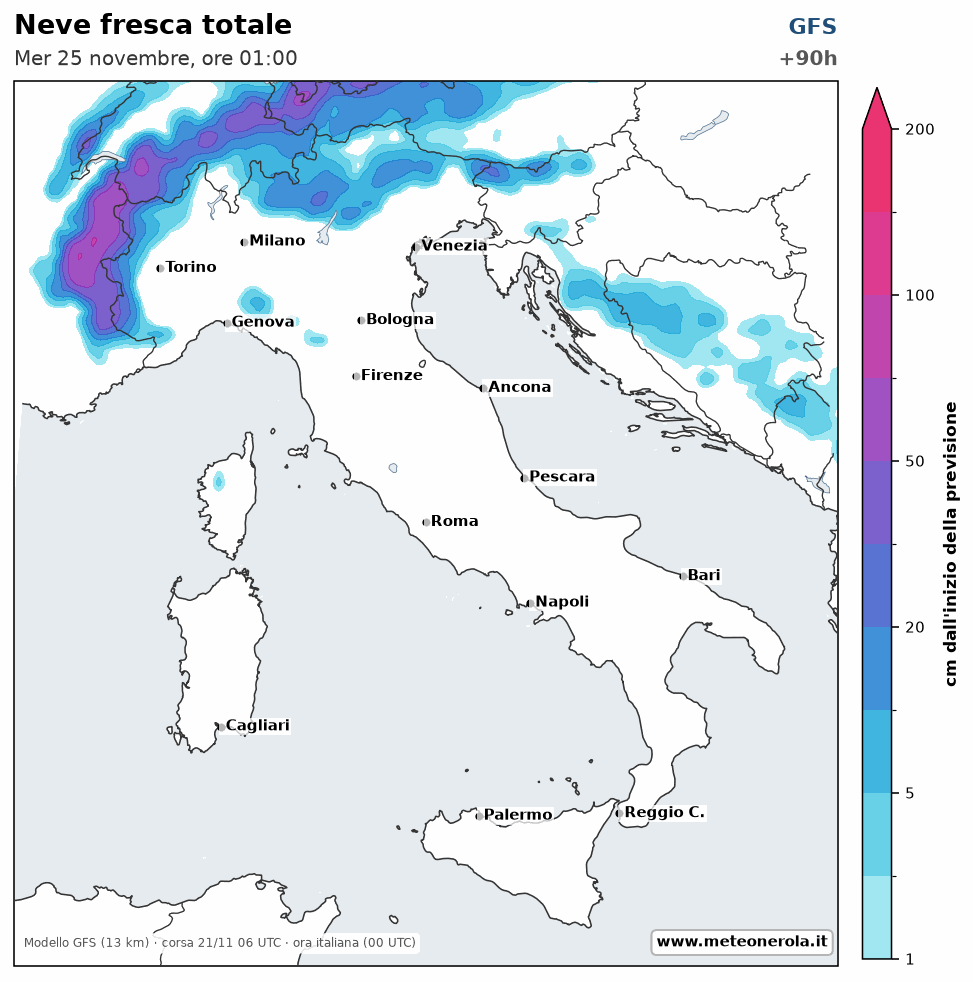 Neve fresca totale
GFS
Mer 25 novembre, ore 01:00
+90h
Milano
Venezia
Torino
Genova
Bologna
Firenze
Ancona
Pescara
Roma
Bari
Napoli
Cagliari
Palermo
Reggio C.
Modello GFS (13 km) · corsa 21/11 06 UTC · ora italiana (00 UTC)
www.meteonerola.it
200
100
50
20
5
1
cm dall'inizio della previsione